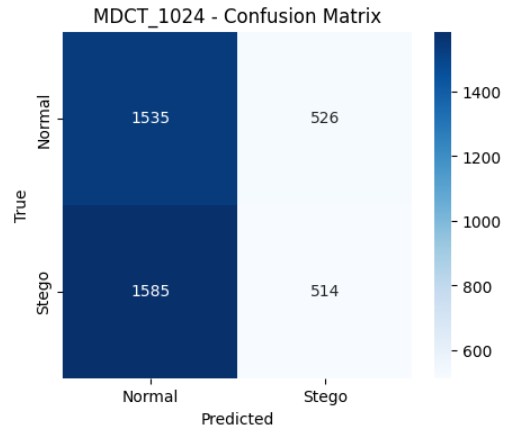 MDCT_1024 - Confusion Matrix
True
Normal
1535
526
Stego
1585
514
Normal
Stego
Predicted
1400
1200
1000
800
600